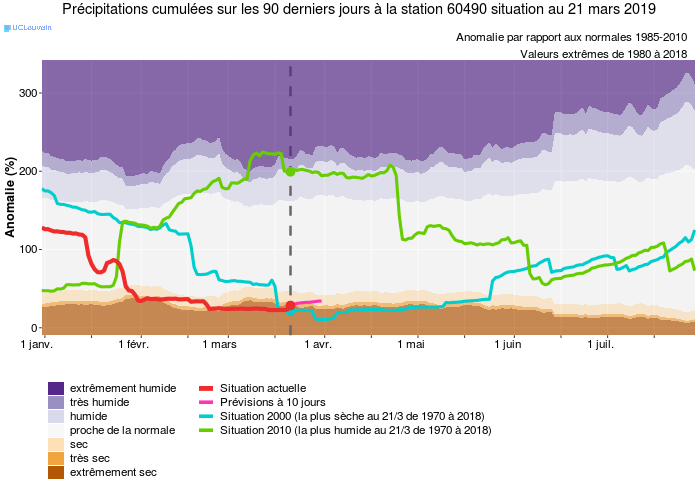 Précipitations cumulées sur les 90 derniers jours à la station 60490 situation au 21 mars 2019
UCLouvain
Anomalie par rapport aux normales 1985-2010
Valeurs extrêmes de 1980 à 2018
Anomalie (%)
300
200
100
0
1 janv.
1 févr.
1 mars
1 avr.
1 mai
1 juin
1 juil.
extrêmement humide
très humide
humide
proche de la normale
sec
très sec
extrêmement sec
Situation actuelle
Prévisions à 10 jours
Situation 2000 (la plus sèche au 21/3 de 1970 à 2018)
Situation 2010 (la plus humide au 21/3 de 1970 à 2018)